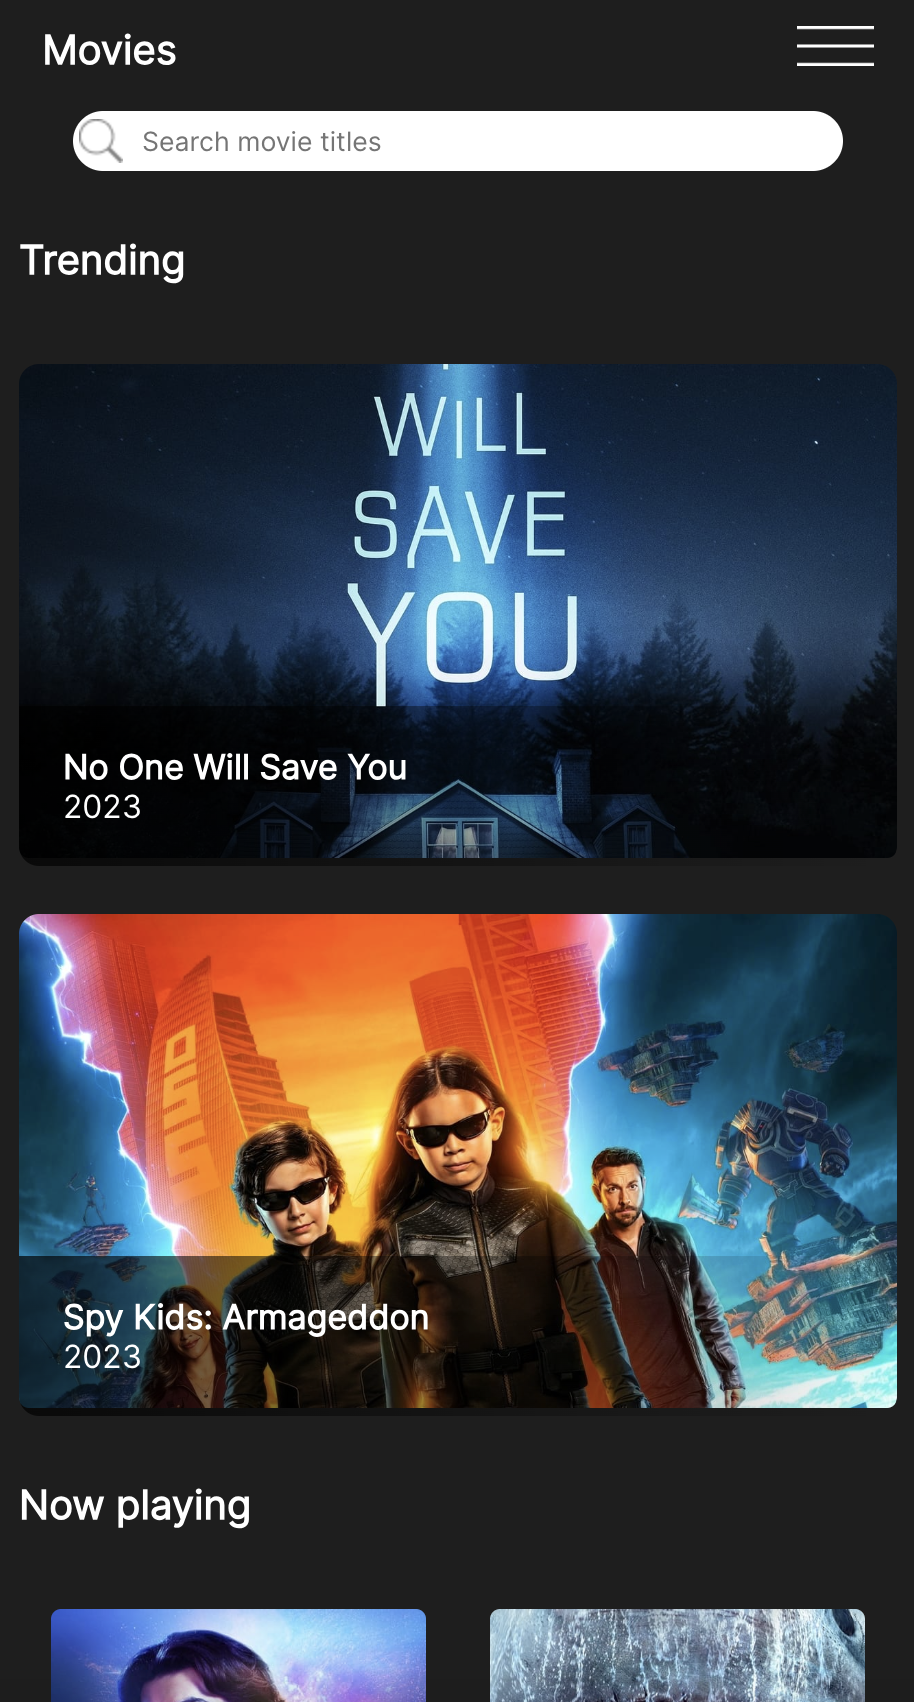 Movies
Search movie titles
Trending
WILL
SAVE
YOU
No One Will Save You
2023
Spy Kids: Armageddon
2023
Now playing